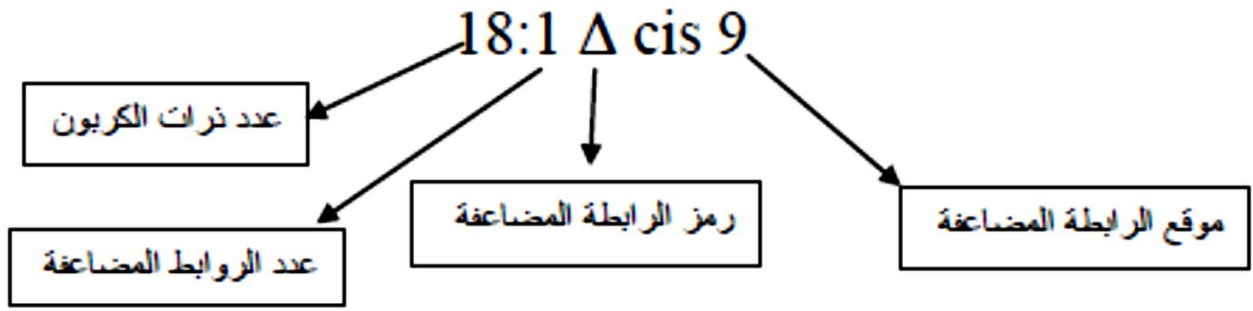 18:1 Δ cis 9
عدد ذرات الكربون
رمز الرابطة المضاعفة
موقع الرابطة المضاعفة
عدد الروابط المضاعفة